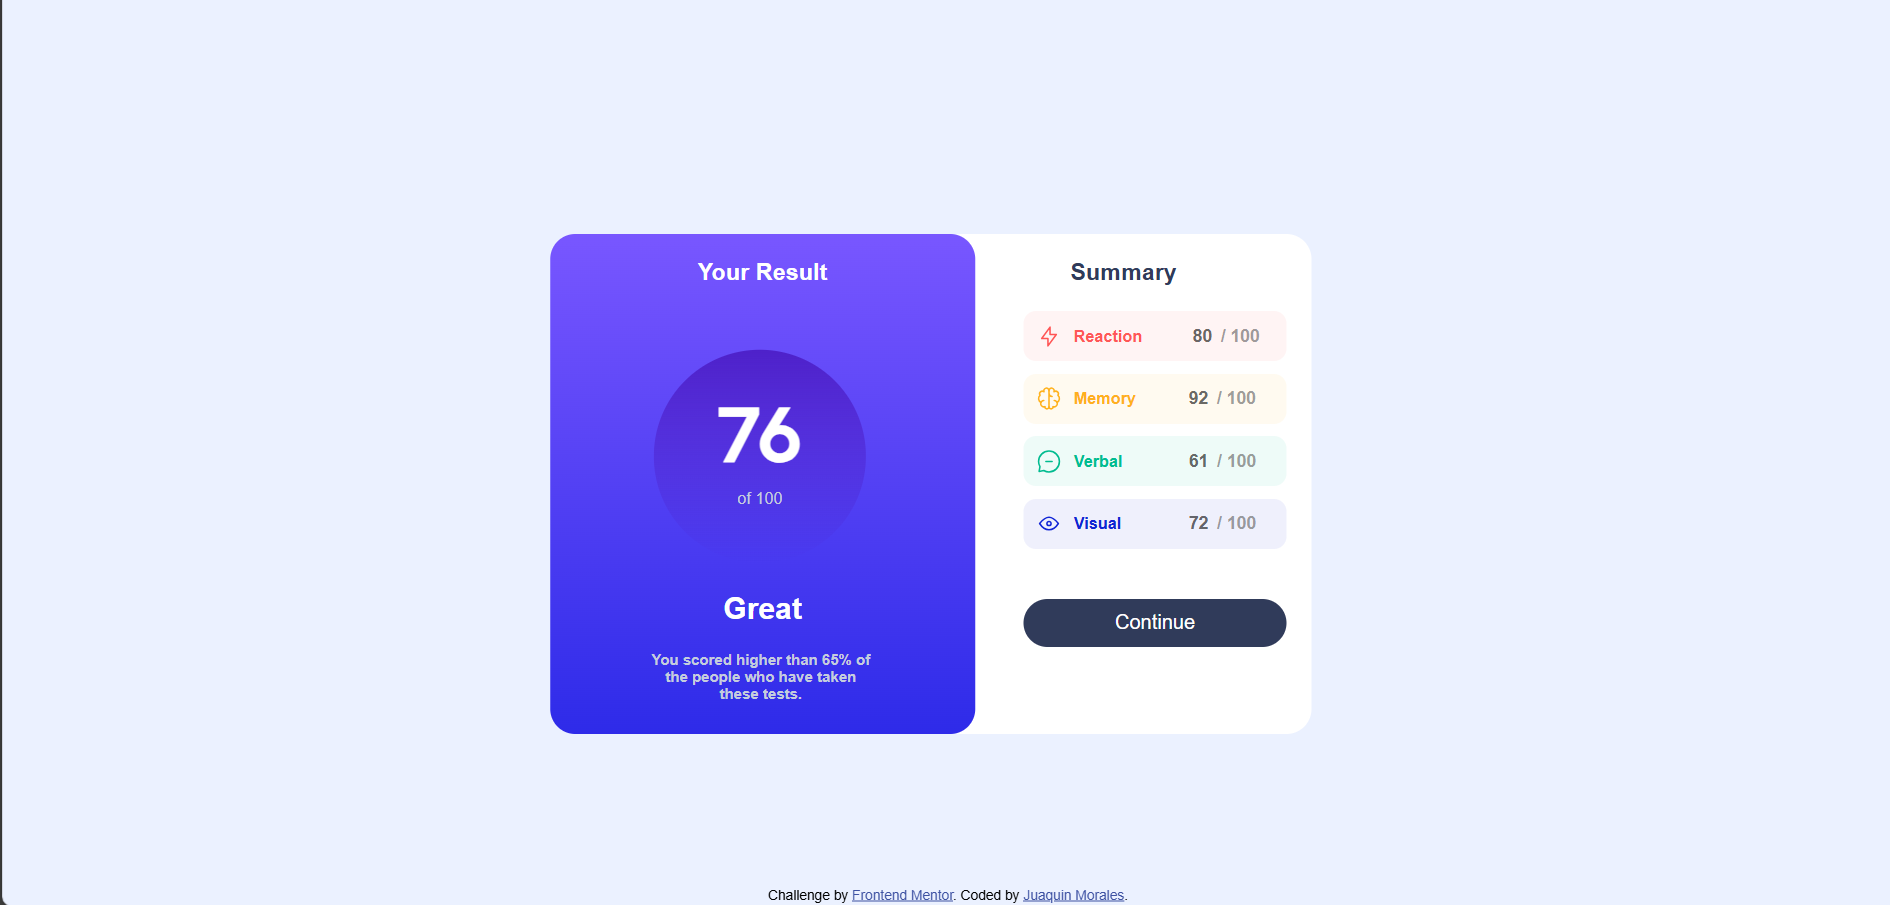 Your Result
76
of 100
Great
You scored higher than 65% of
the people who have taken
these tests.
Summary
Reaction 80 / 100
Memory 92 / 100
Verbal 61 / 100
Visual 72 / 100
Continue
Challenge by Frontend Mentor. Coded by Juaquin Morales.